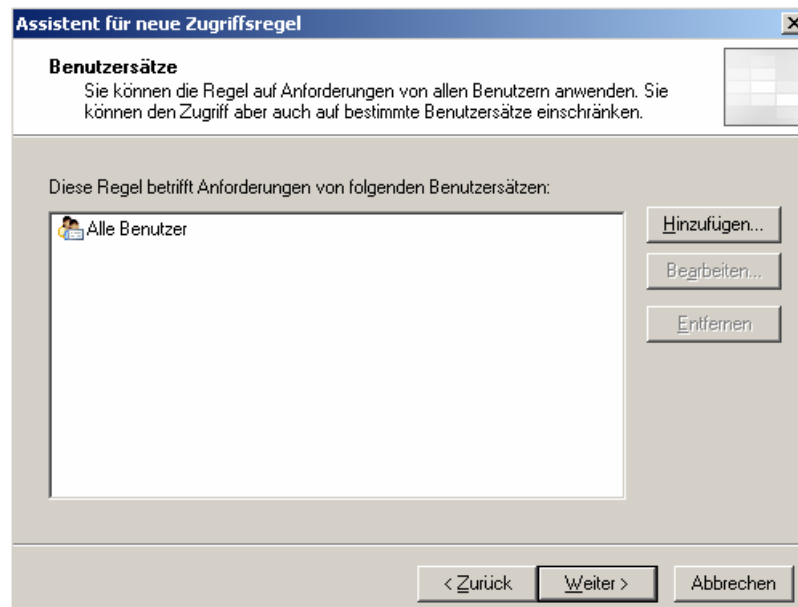 Assistent für neue Zugriffsregel
Benutzersätze
Sie können die Regel auf Anforderungen von allen Benutzern anwenden. Sie
können den Zugriff aber auch auf bestimmte Benutzersätze einschränken.
Diese Regel betrifft Anforderungen von folgenden Benutzersätzen:
Alle Benutzer
Hinzufügen...
Bearbeiten...
Entfernen
< Zurück
Weiter >
Abbrechen